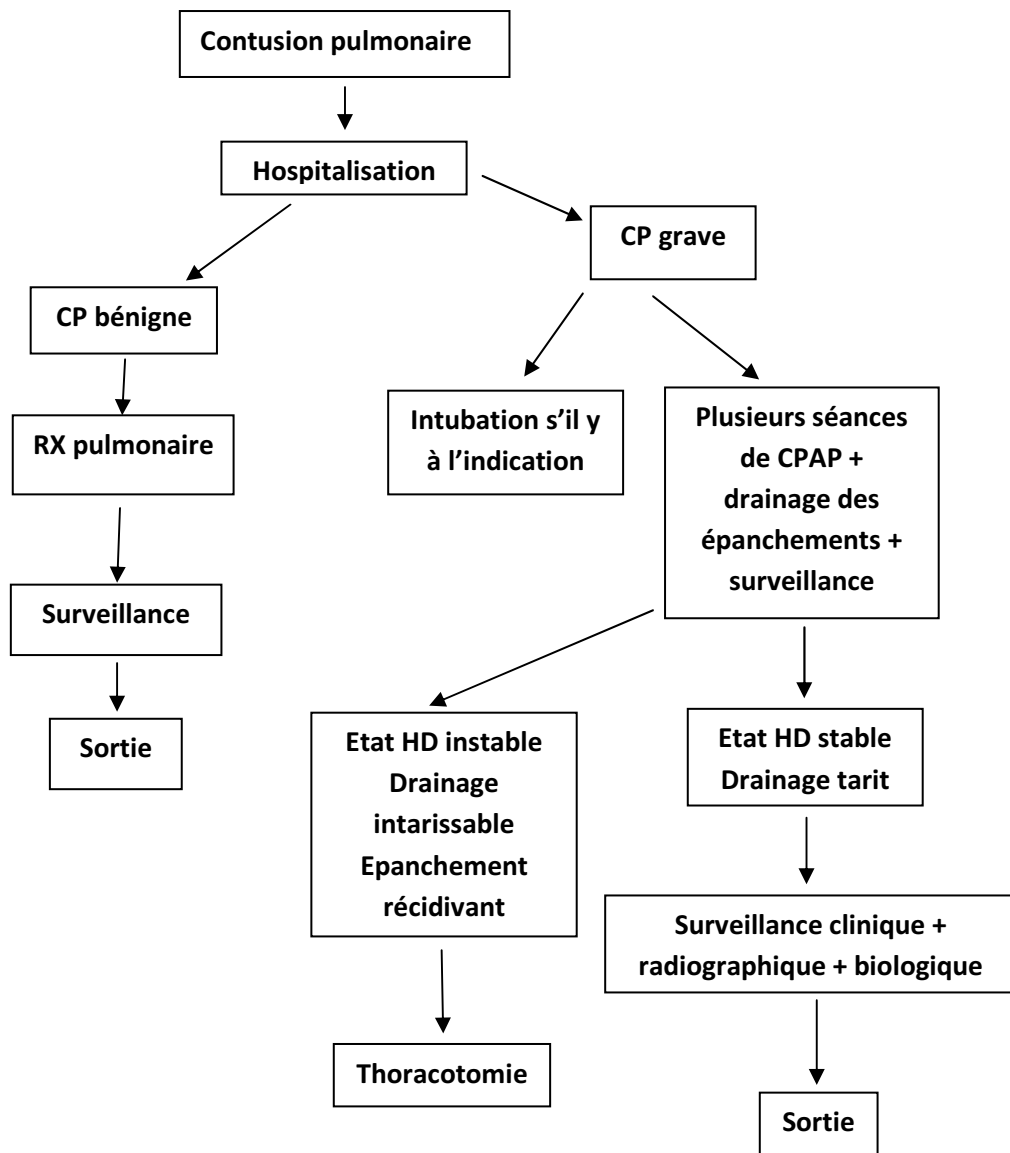 Contusion pulmonaire
Hospitalisation
CP grave
CP bénigne
Intubation s’il y
à l’indication
Plusieurs séances
de CPAP +
drainage des
épanchements +
surveillance
RX pulmonaire
Surveillance
Sortie
Etat HD instable
Drainage
intarissable
Epanchement
récidivant
Etat HD stable
Drainage tarit
Surveillance clinique +
radiographique + biologique
Thoracotomie
Sortie